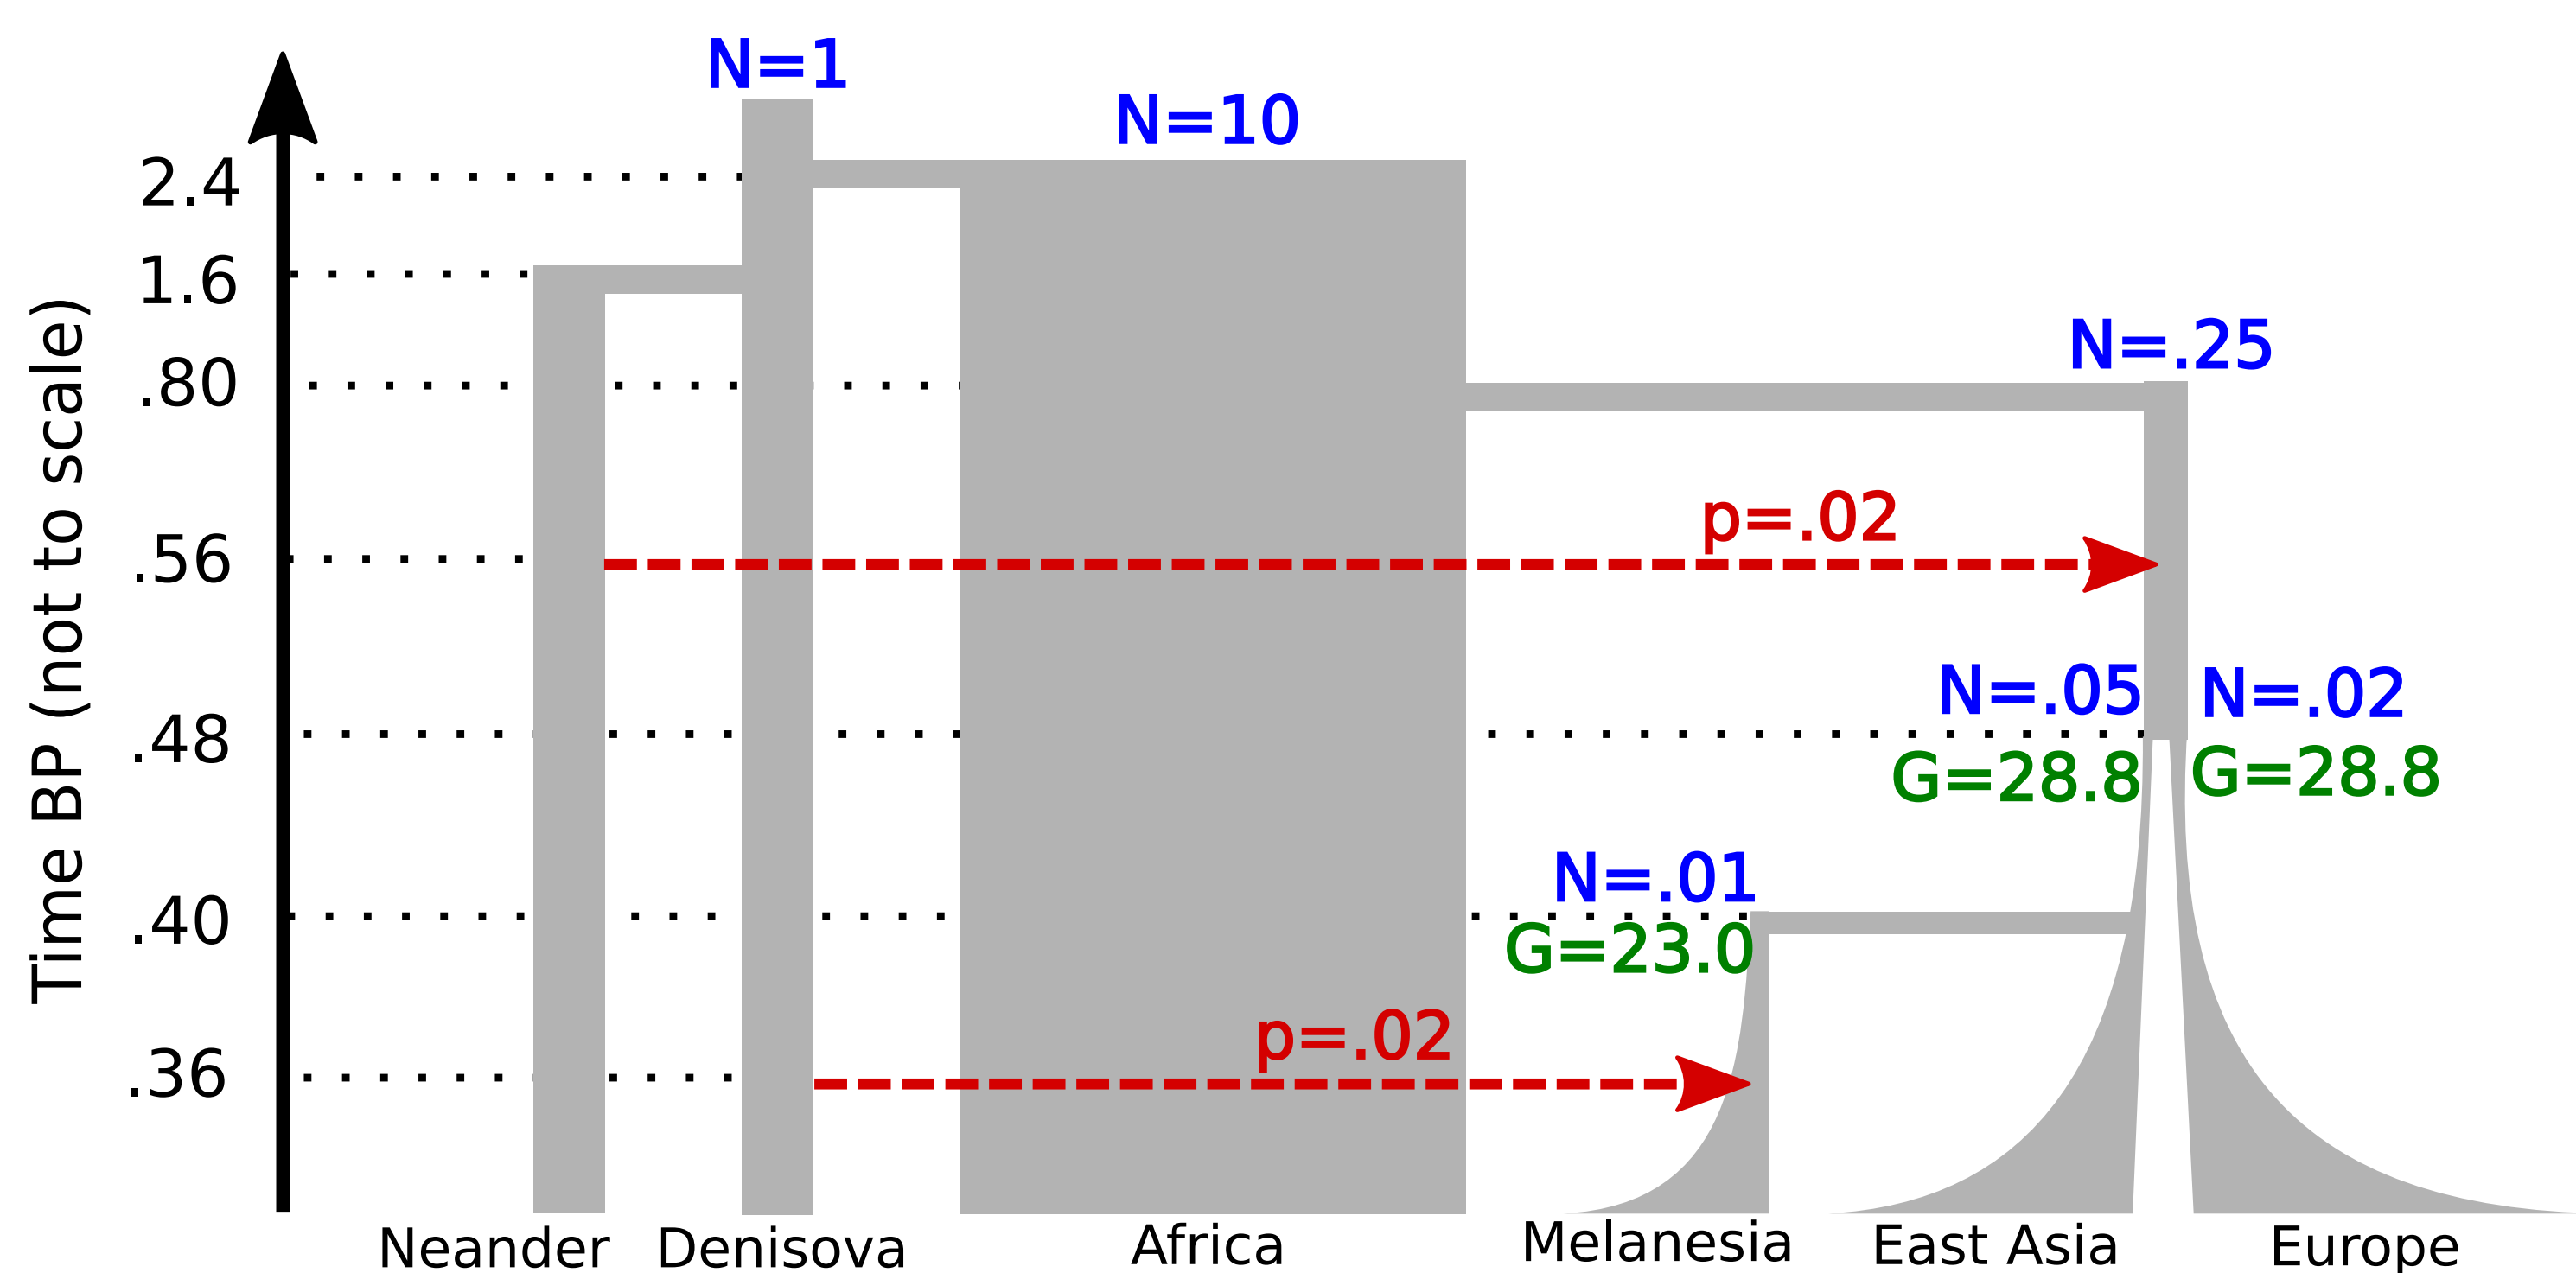 N=1
N=10
2.4
1.6
N=.25
.80
p=.02
.56
N=.05
N=.02
.48
G=28.8
G=28.8
N=.01
.40
G=23.0
p=.02
.36
Time BP (not to scale)
Neander
Denisova
Africa
Melanesia
East Asia
Europe